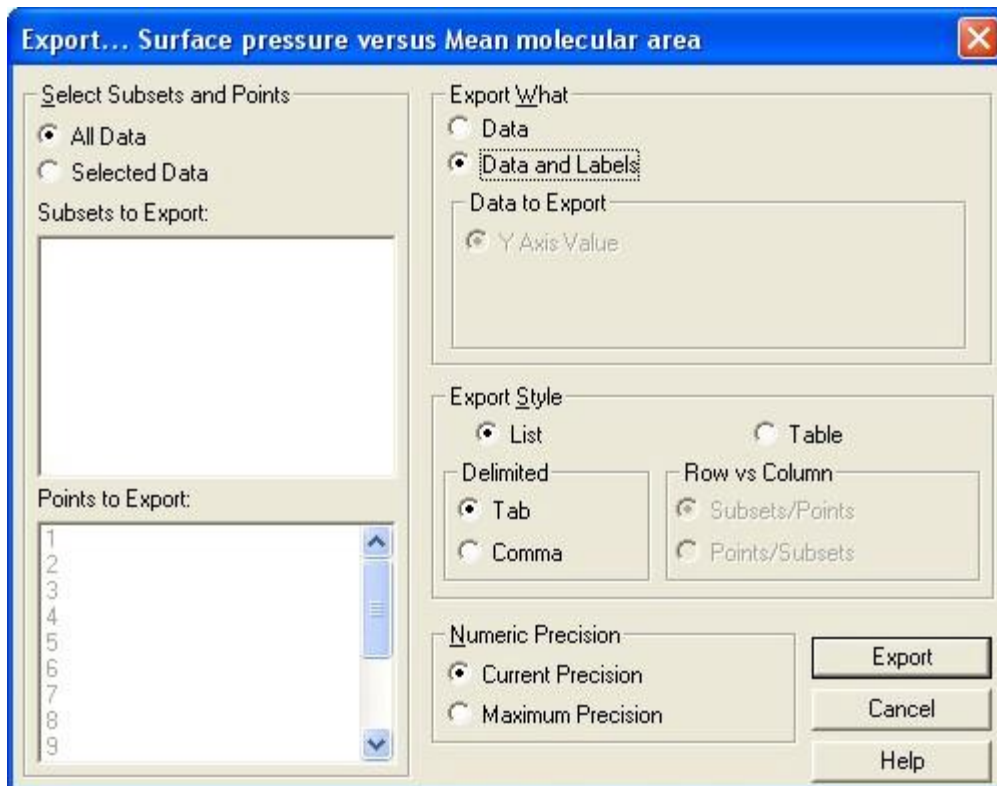 Export... Surface pressure versus Mean molecular area
Select Subsets and Points
All Data
Selected Data
Subsets to Export:
Points to Export:
1
2
3
4
5
6
7
8
9
Export What
Data
Data and Labels
Data to Export
Y Axis Value
Export Style
List
Table
Delimited
Tab
Comma
Row vs Column
Subsets/Points
Points/Subsets
Numeric Precision
Current Precision
Maximum Precision
Export
Cancel
Help